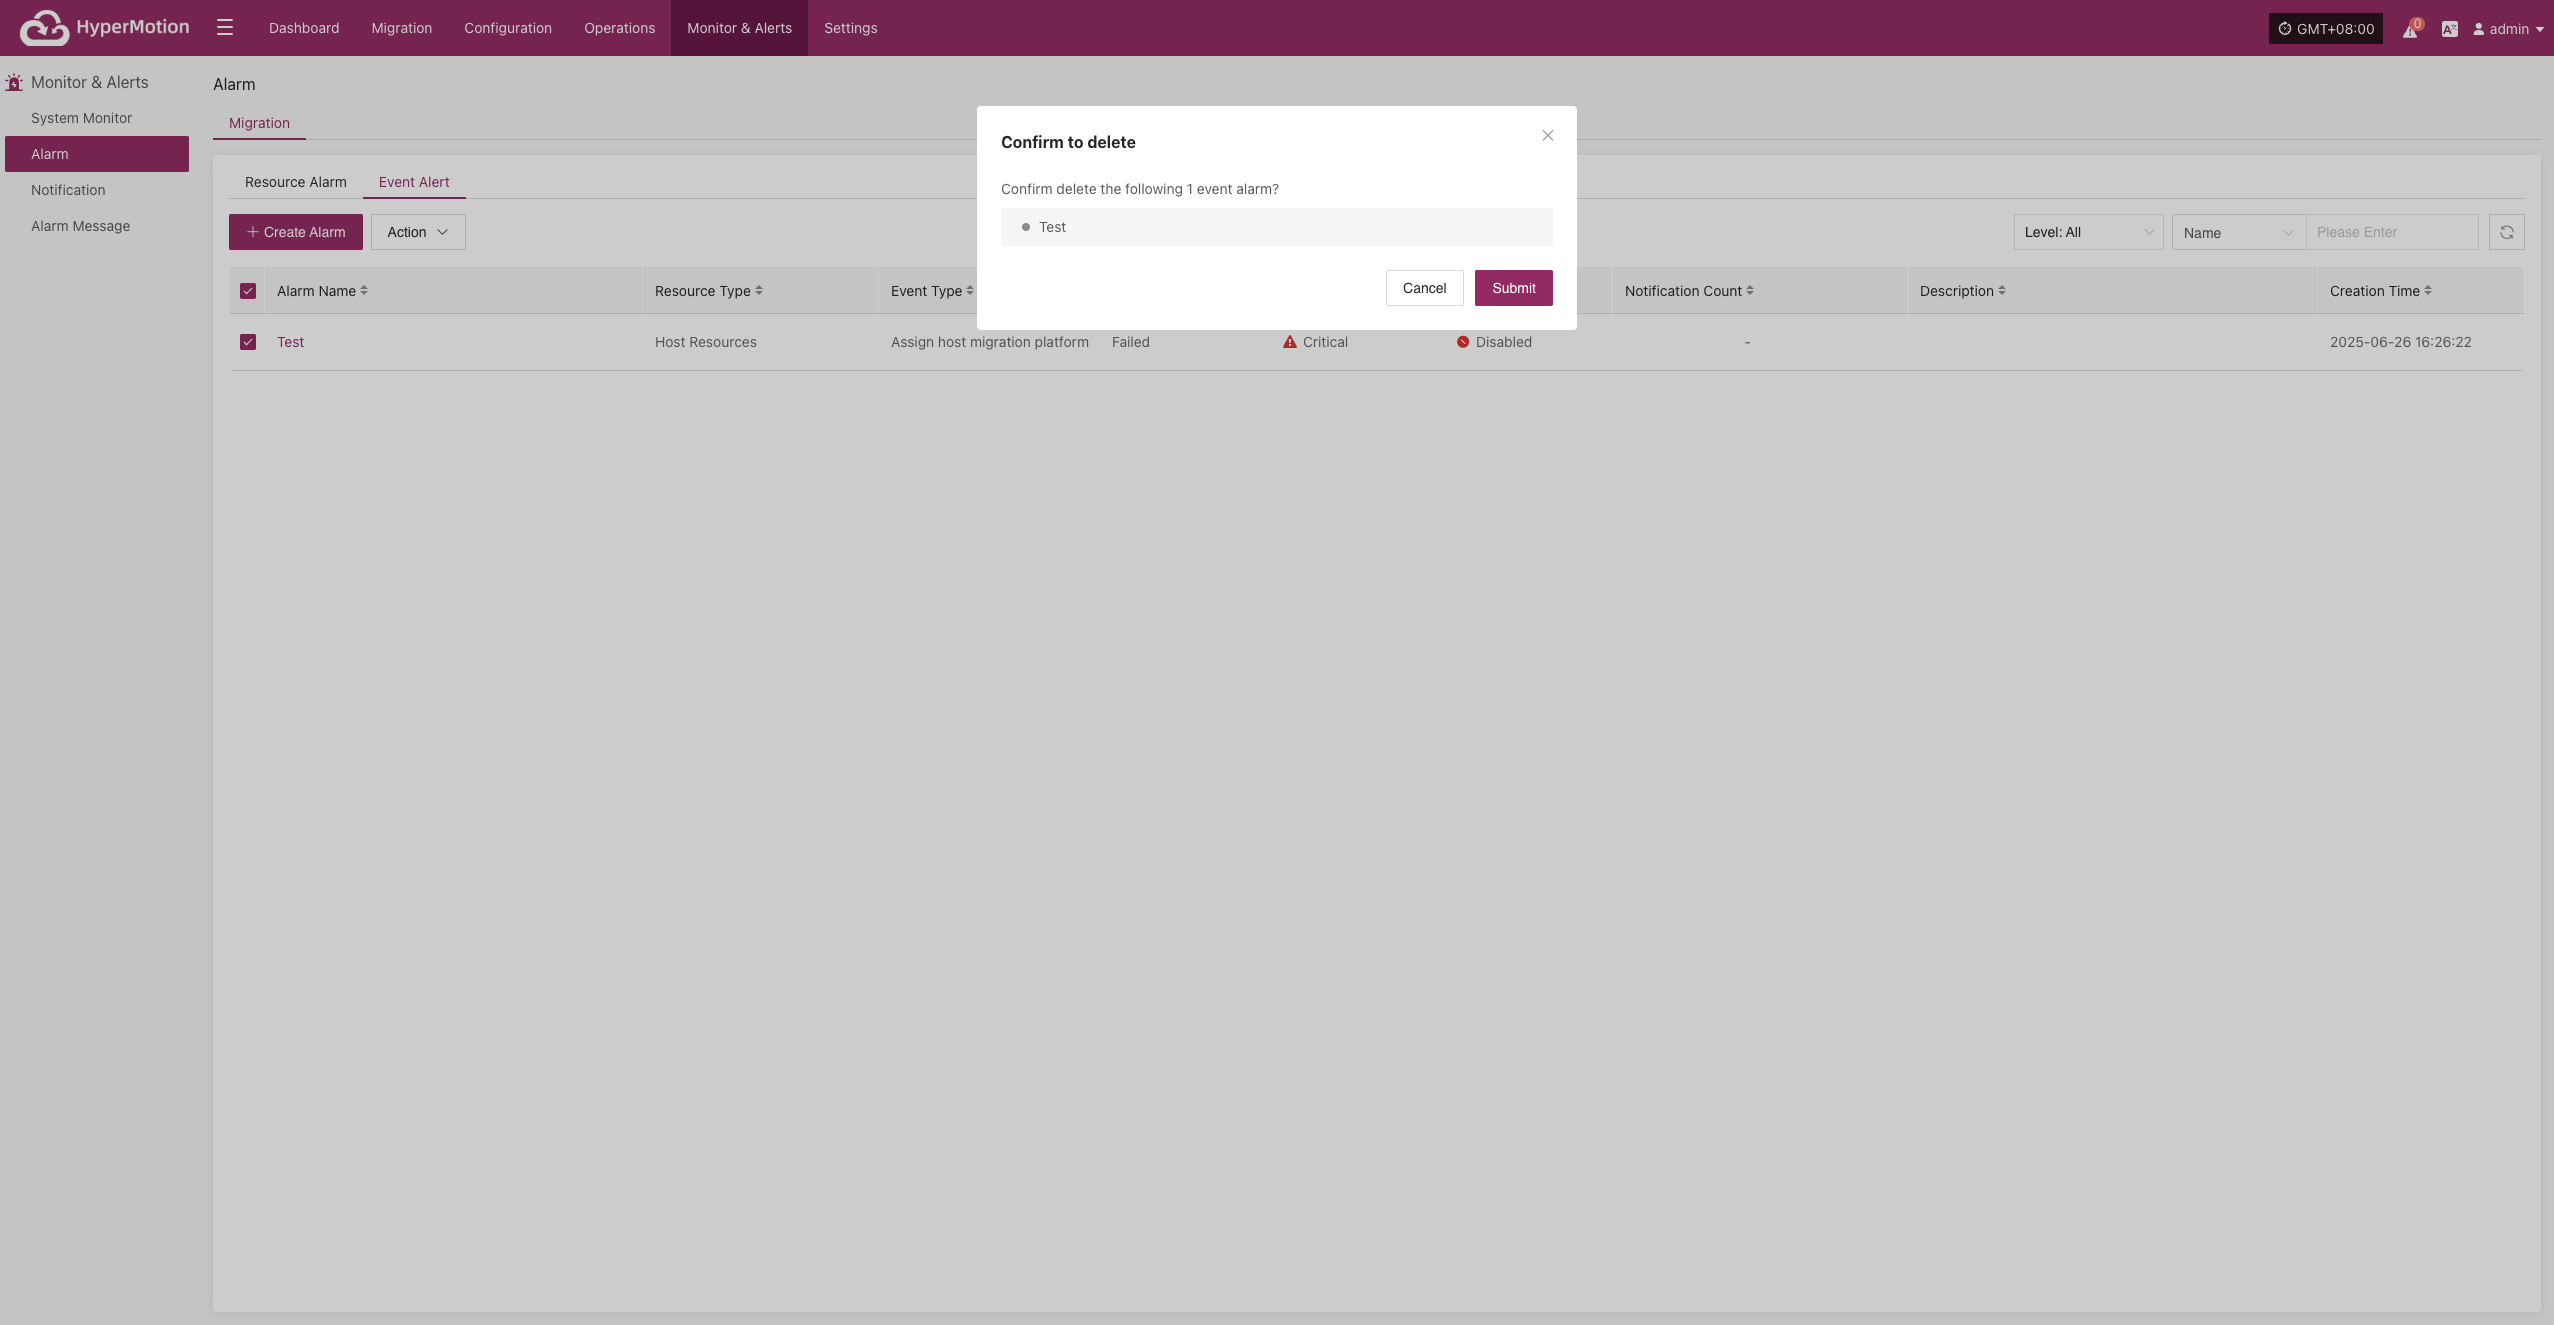 HyperMotion
Dashboard Migration Configuration Operations Monitor & Alerts Settings
GMT+08:00 0 admin
Monitor & Alerts
System Monitor
Alarm
Notification
Alarm Message
Alarm
Migration
Resource Alarm Event Alert
Create Alarm Action
Level: All Name Please Enter
Alarm Name Resource Type Event Type Notification Count Description Creation Time
Test Host Resources Assign host migration platform Failed Critical Disabled - 2025-06-26 16:26:22
Confirm to delete
Confirm delete the following 1 event alarm?
Test
Cancel Submit